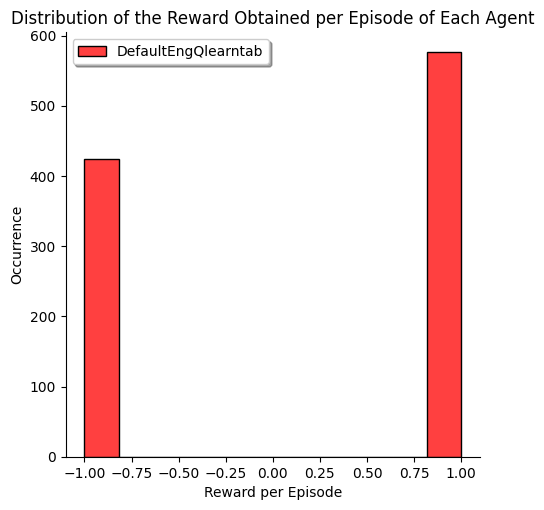 Distribution of the Reward Obtained per Episode of Each Agent
DefaultEngQlearntab
600
500
400
300
200
100
0
Occurrence
−1.00 −0.75 −0.50 −0.25 0.00 0.25 0.50 0.75 1.00
Reward per Episode